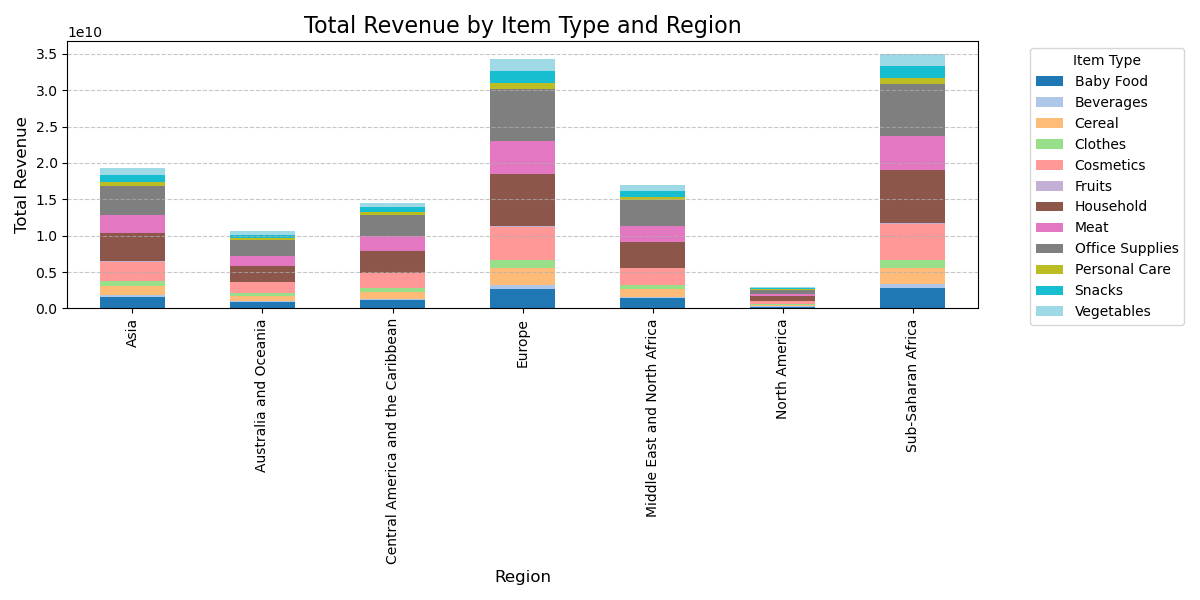 Total Revenue by Item Type and Region
1e10
3.5
3.0
2.5
2.0
1.5
1.0
0.5
0.0
Total Revenue
Asia
Australia and Oceania
Central America and the Caribbean
Europe
Middle East and North Africa
North America
Sub-Saharan Africa
Region
Item Type
Baby Food
Beverages
Cereal
Clothes
Cosmetics
Fruits
Household
Meat
Office Supplies
Personal Care
Snacks
Vegetables